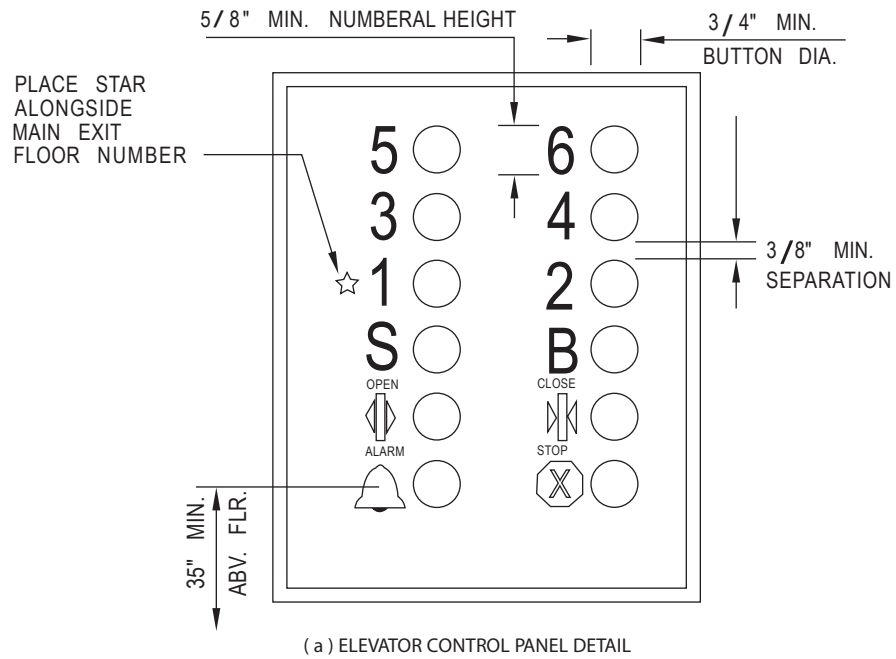 5/8" MIN. NUMBERAL HEIGHT
3/4" MIN.
BUTTON DIA.
PLACE STAR
ALONGSIDE
MAIN EXIT
FLOOR NUMBER
5 6
3 4
3/8" MIN.
SEPARATION
1 2
S B
OPEN CLOSE
ALARM STOP
X
35" MIN.
ABV. FLR.
( a ) ELEVATOR CONTROL PANEL DETAIL